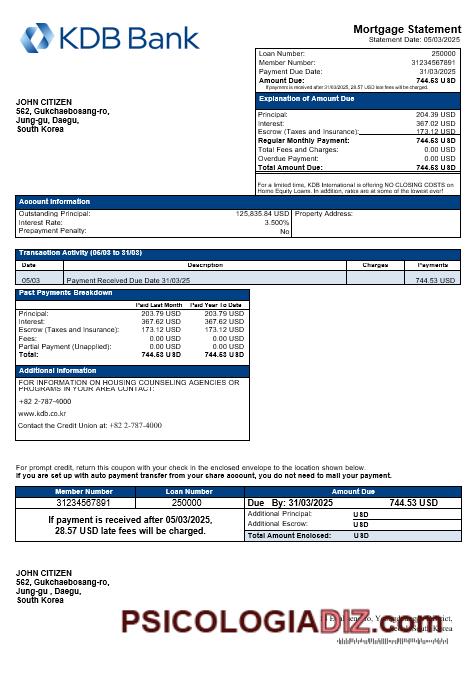 KDB Bank
Mortgage Statement
Statement Date: 05/03/2025
Loan Number: 250000
Member Number: 31234567891
Payment Due Date: 31/03/2025
Amount Due: 744.53 USD
If payment is received after 31/03/2025, 28.57 USD late fees will be charged.
JOHN CITIZEN
562, Gukchaebosang-ro,
Jung-gu, Daegu,
South Korea
Explanation of Amount Due
Principal: 204.39 USD
Interest: 367.02 USD
Escrow (Taxes and Insurance): 173.12 USD
Regular Monthly Payment: 744.53 USD
Total Fees and Charges: 0.00 USD
Overdue Payment: 0.00 USD
Total Amount Due: 744.53 USD
For a limited time, KDB International is offering NO CLOSING COSTS on
Home Equity Loans. In addition, rates are at some of the lowest ever!
Account Information
Outstanding Principal: 125,835.84 USD Property Address:
Interest Rate: 3.500%
Prepayment Penalty: No
Transaction Activity (05/03 to 31/03)
Date Description Charges Payments
05/03 Payment Received Due Date 31/03/25 744.53 USD
Past Payments Breakdown
Paid Last Month Paid Year To Date
Principal: 203.79 USD 203.79 USD
Interest: 367.62 USD 367.62 USD
Escrow (Taxes and Insurance): 173.12 USD 173.12 USD
Fees: 0.00 USD 0.00 USD
Partial Payment (Unapplied): 0.00 USD 0.00 USD
Total: 744.53 USD 744.53 USD
Additional Information
FOR INFORMATION ON HOUSING COUNSELING AGENCIES OR
PROGRAMS IN YOUR AREA CONTACT:
+82 2-787-4000
www.kdb.co.kr
Contact the Credit Union at: +82 2-787-4000
For prompt credit, return this coupon with your check in the enclosed envelope to the location shown below.
If you are set up with auto payment transfer from your share account, you do not need to mail your payment.
Member Number Loan Number Amount Due
31234567891 250000 Due By: 31/03/2025 744.53 USD
If payment is received after 05/03/2025,
28.57 USD late fees will be charged.
Additional Principal: USD
Additional Escrow: USD
Total Amount Enclosed: USD
JOHN CITIZEN
562, Gukchaebosang-ro,
Jung-gu , Daegu,
South Korea
PSICOLOGIADIZ.com